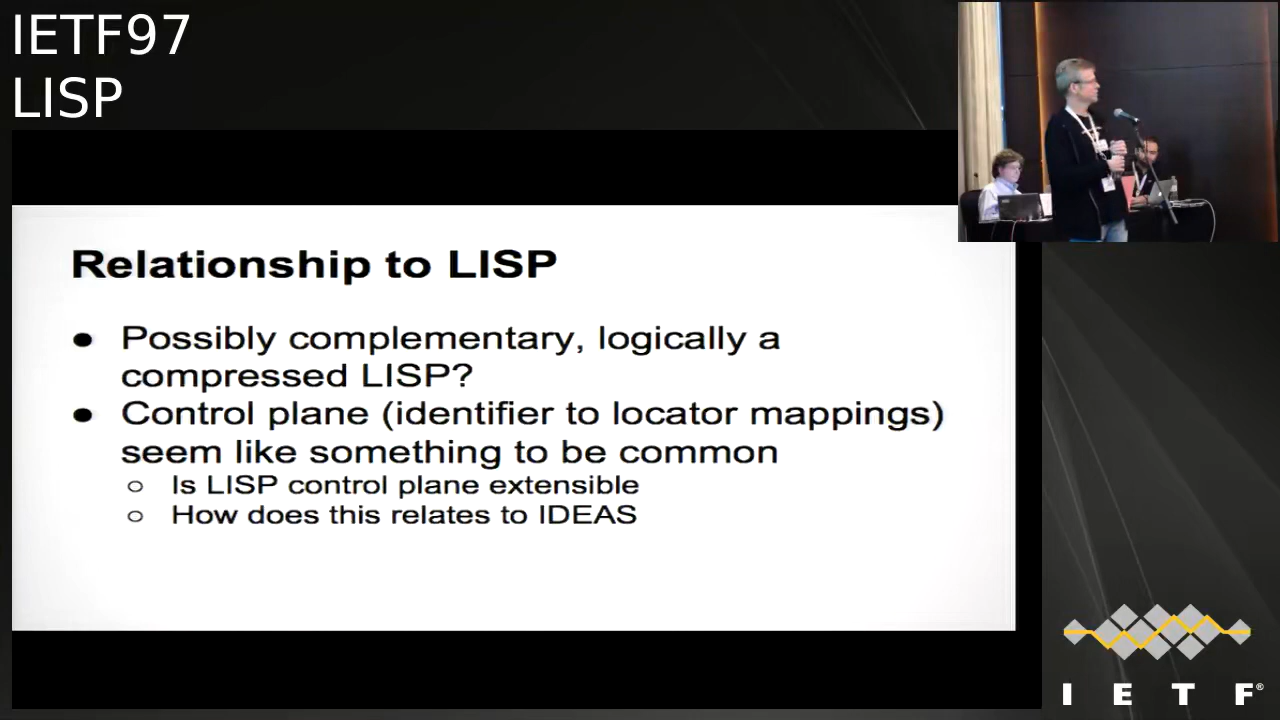 IETF97
LISP
Relationship to LISP
● Possibly complementary, logically a
compressed LISP?
● Control plane (identifier to locator mappings)
seem like something to be common
○ Is LISP control plane extensible
○ How does this relates to IDEAS
I E T F®